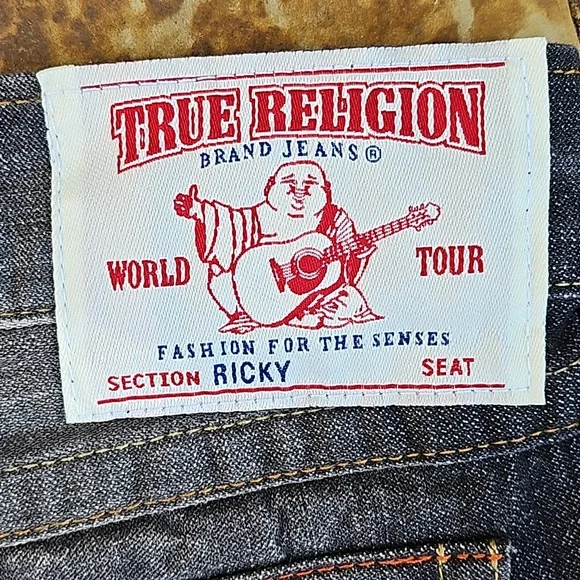 TRUE RELIGION
BRAND JEANS ®
WORLD TOUR
FASHION FOR THE SENSES
SECTION RICKY SEAT